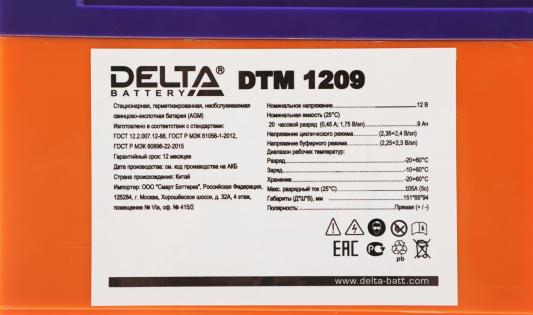 DELTA®
BATTERY
DTM 1209
Стационарная, герметизированная, необслуживаемая
свинцово-кислотная батарея (AGM)
Изготовлено в соответствии с стандартами:
ГОСТ 12.2.007.12-88, ГОСТ Р МЭК 61056-1-2012,
ГОСТ Р МЭК 60896-22-2015
Гарантийный срок: 12 месяцев
Дата производства: см. код производства на АКБ
Страна происхождения: Китай
Импортер: ООО "Смарт Бэттериз", Российская Федерация,
125284, г. Москва, Хорошёвское шоссе, д. 32А, 4 этаж,
помещение № VIв, оф. № 415/2
Номинальное напряжение 12 В
Номинальная емкость (25°С)
20 часовой разряд (0,45 А; 1,75 В/эл) 9 Ач
Напряжение циклического режима (2,35÷2,4 В/эл)
Напряжение буферного режима (2,25÷2,3 В/эл)
Диапазон рабочих температур:
Разряд -20÷60°С
Заряд -10÷60°С
Хранение -20÷60°С
Макс. разрядный ток (25°С) 105А (5с)
Габариты (Д*Ш*В), мм 151*65*94
Полярность: Прямая (+ / -)
EAC
pb
www.delta-batt.com